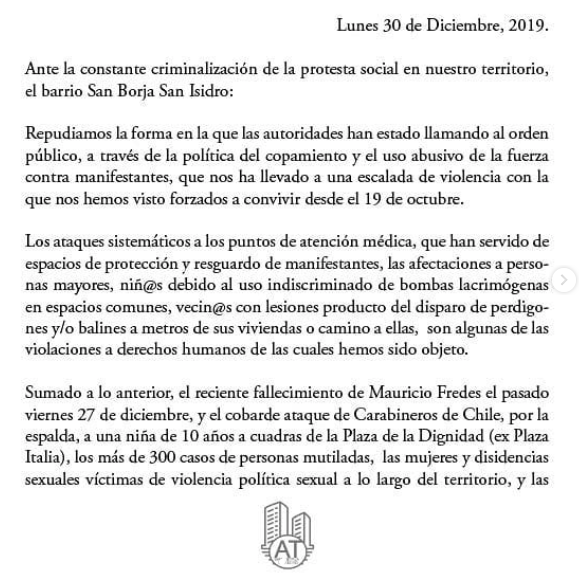 Lunes 30 de Diciembre, 2019.
Ante la constante criminalización de la protesta social en nuestro territorio,
el barrio San Borja San Isidro:
Repudiamos la forma en la que las autoridades han estado llamando al orden
público, a través de la política del copamiento y el uso abusivo de la fuerza
contra manifestantes, que nos ha llevado a una escalada de violencia con la
que nos hemos visto forzados a convivir desde el 19 de octubre.
Los ataques sistemáticos a los puntos de atención médica, que han servido de
espacios de protección y resguardo de manifestantes, las afectaciones a perso-
nas mayores, niñ@s debido al uso indiscriminado de bombas lacrimógenas
en espacios comunes, vecin@s con lesiones producto del disparo de perdigo-
nes y/o balines a metros de sus viviendas o camino a ellas, son algunas de las
violaciones a derechos humanos de las cuales hemos sido objeto.
Sumado a lo anterior, el reciente fallecimiento de Mauricio Fredes el pasado
viernes 27 de diciembre, y el cobarde ataque de Carabineros de Chile, por la
espalda, a una niña de 10 años a cuadras de la Plaza de la Dignidad (ex Plaza
Italia), los más de 300 casos de personas mutiladas, las mujeres y disidencias
sexuales víctimas de violencia política sexual a lo largo del territorio, y las
AT